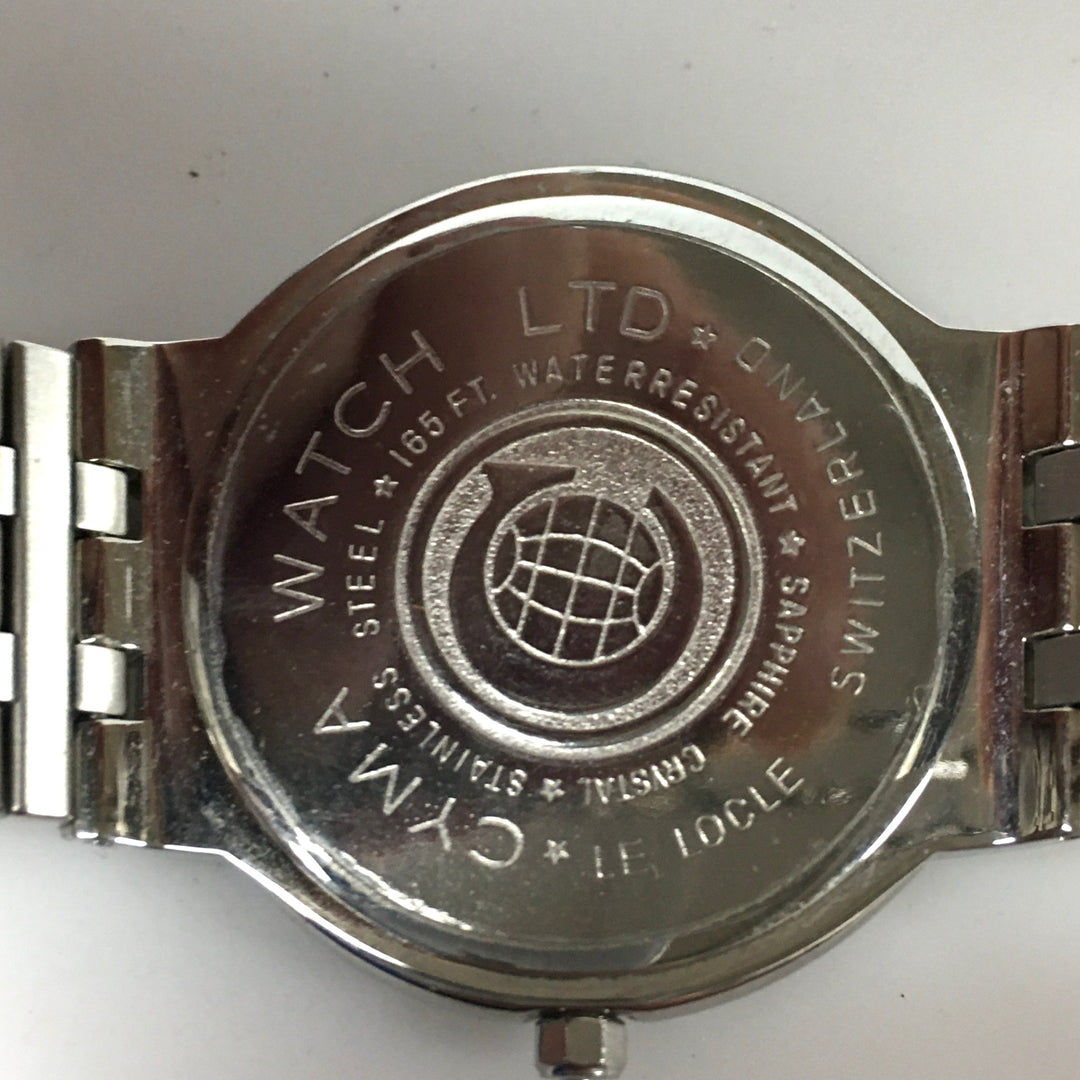 CYMA WATCH LTD ★ SWITZERLAND LE LOCLE ★
STAINLESS STEEL ★ 165 FT. WATERRESISTANT ★ SAPPHIRE CRISTAL ★